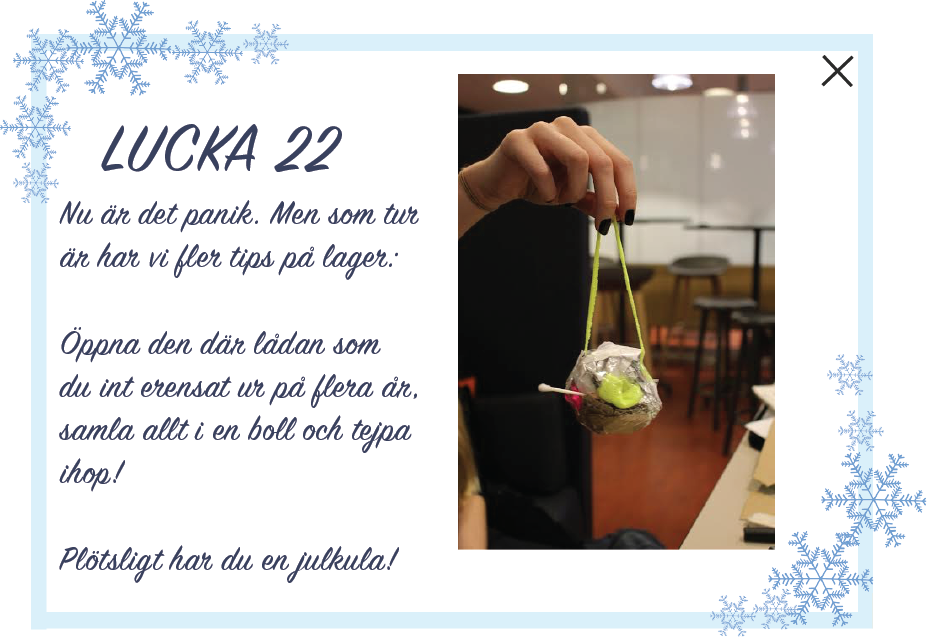 LUCKA 22
Nu är det panik. Men som tur
är har vi fler tips på lager:
Öppna den där lådan som
du int erensat ur på flera år,
samla allt i en boll och tejpa
ihop!
Plötsligt har du en julkula!